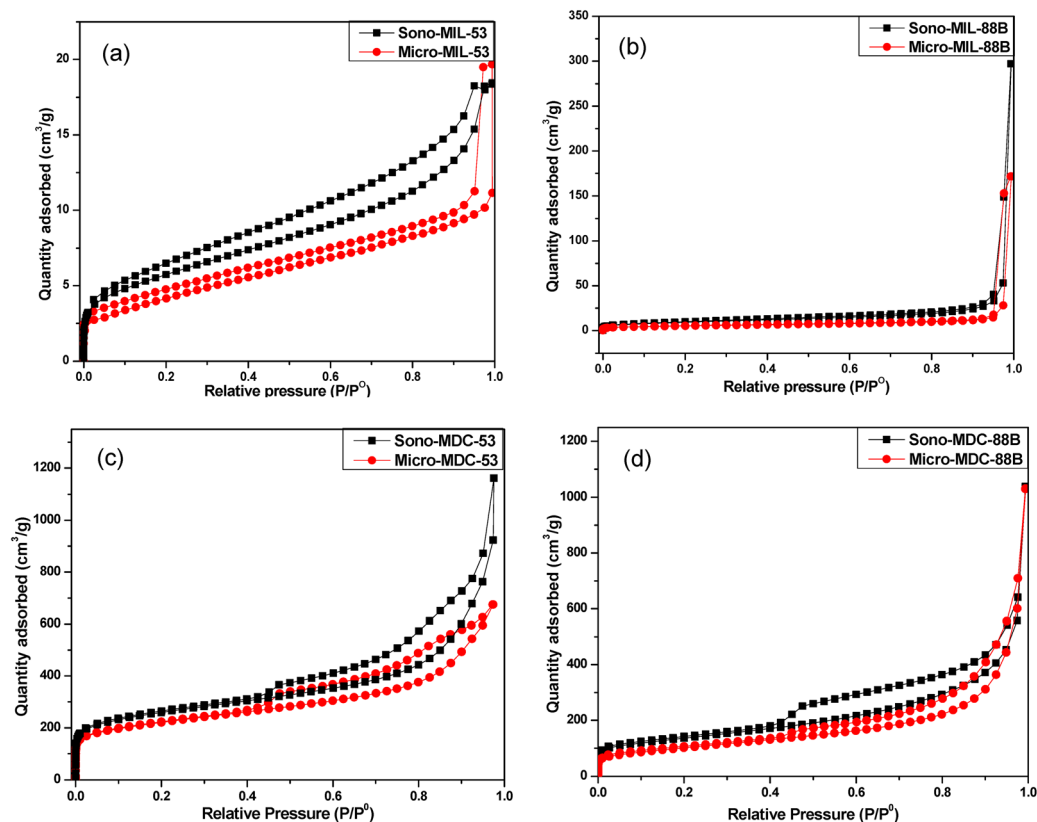 (a)
Sono-MIL-53
Micro-MIL-53
20
15
10
5
0
Quantity adsorbed (cm³/g)
0.0 0.2 0.4 0.6 0.8 1.0
Relative pressure (P/P⁰)
(b)
Sono-MIL-88B
Micro-MIL-88B
350
300
250
200
150
100
50
0
Quantity adsorbed (cm³/g)
0.0 0.2 0.4 0.6 0.8 1.0
Relative pressure (P/P⁰)
(c)
Sono-MDC-53
Micro-MDC-53
1200
1000
800
600
400
200
0
Quantity adsorbed (cm³/g)
0.0 0.2 0.4 0.6 0.8 1.0
Relative Pressure (P/P⁰)
(d)
Sono-MDC-88B
Micro-MDC-88B
1200
1000
800
600
400
200
0
Quantity adsorbed (cm³/g)
0.0 0.2 0.4 0.6 0.8 1.0
Relative Pressure (P/P⁰)